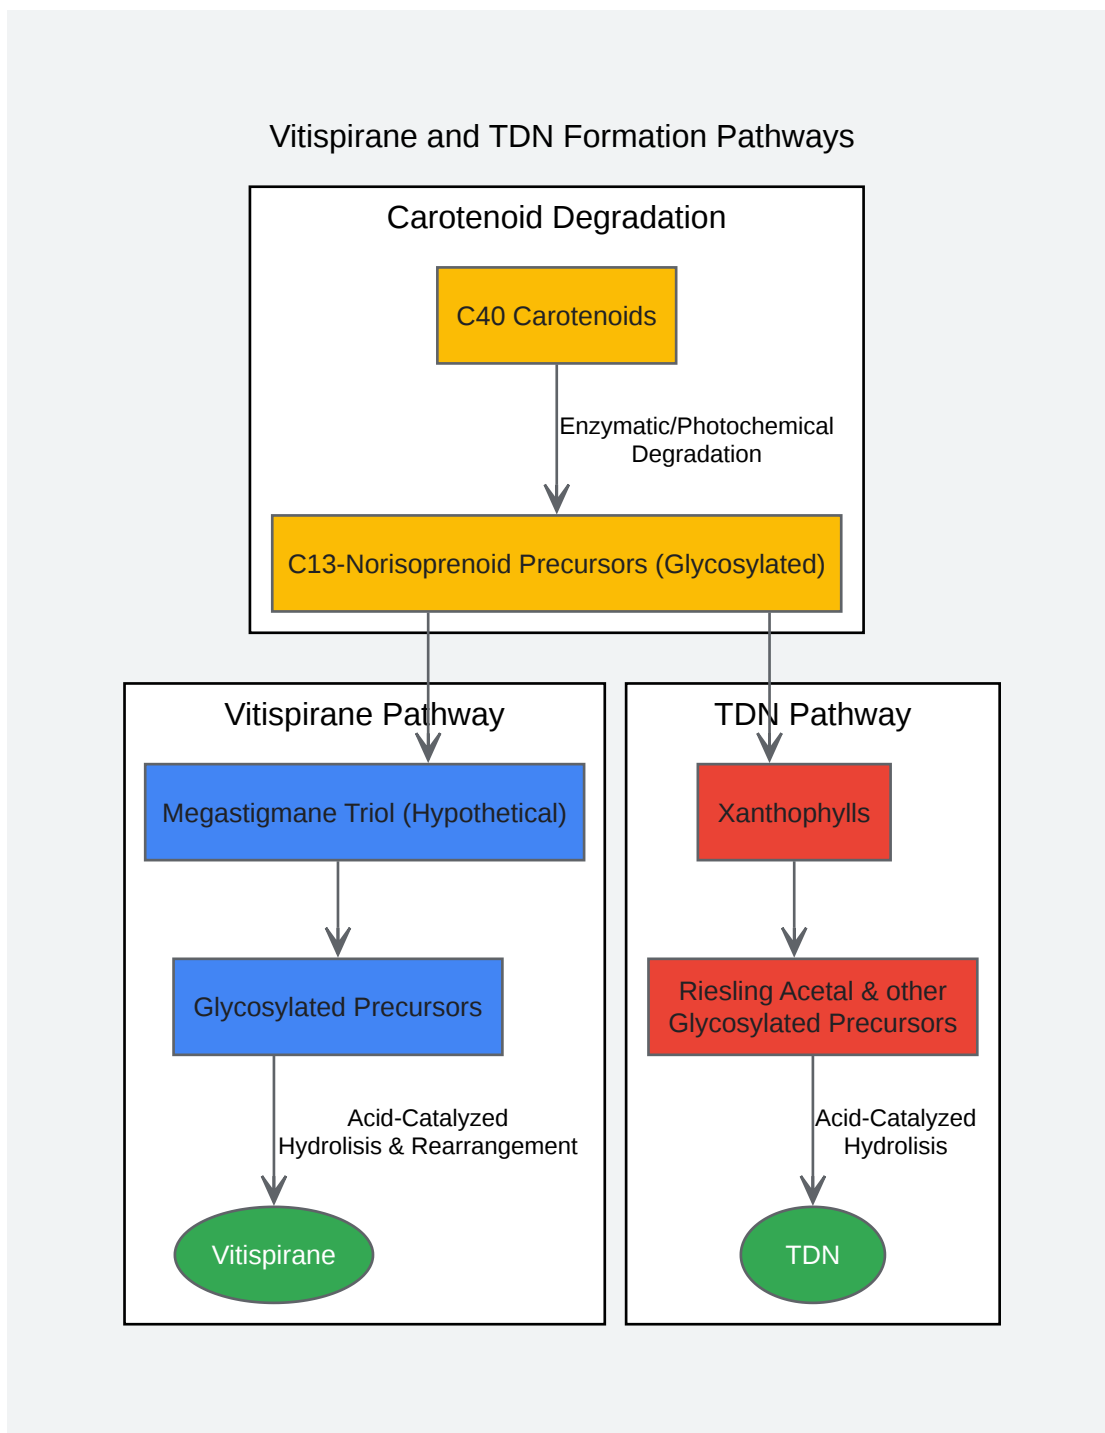 Vitispirane and TDN Formation Pathways
Carotenoid Degradation
C40 Carotenoids
Enzymatic/Photochemical
Degradation
C13-Norisoprenoid Precursors (Glycosylated)
Vitispirane Pathway
Megastigmane Triol (Hypothetical)
Glycosylated Precursors
Acid-Catalyzed
Hydrolisis & Rearrangement
Vitispirane
TDN Pathway
Xanthophylls
Riesling Acetal & other
Glycosylated Precursors
Acid-Catalyzed
Hydrolisis
TDN